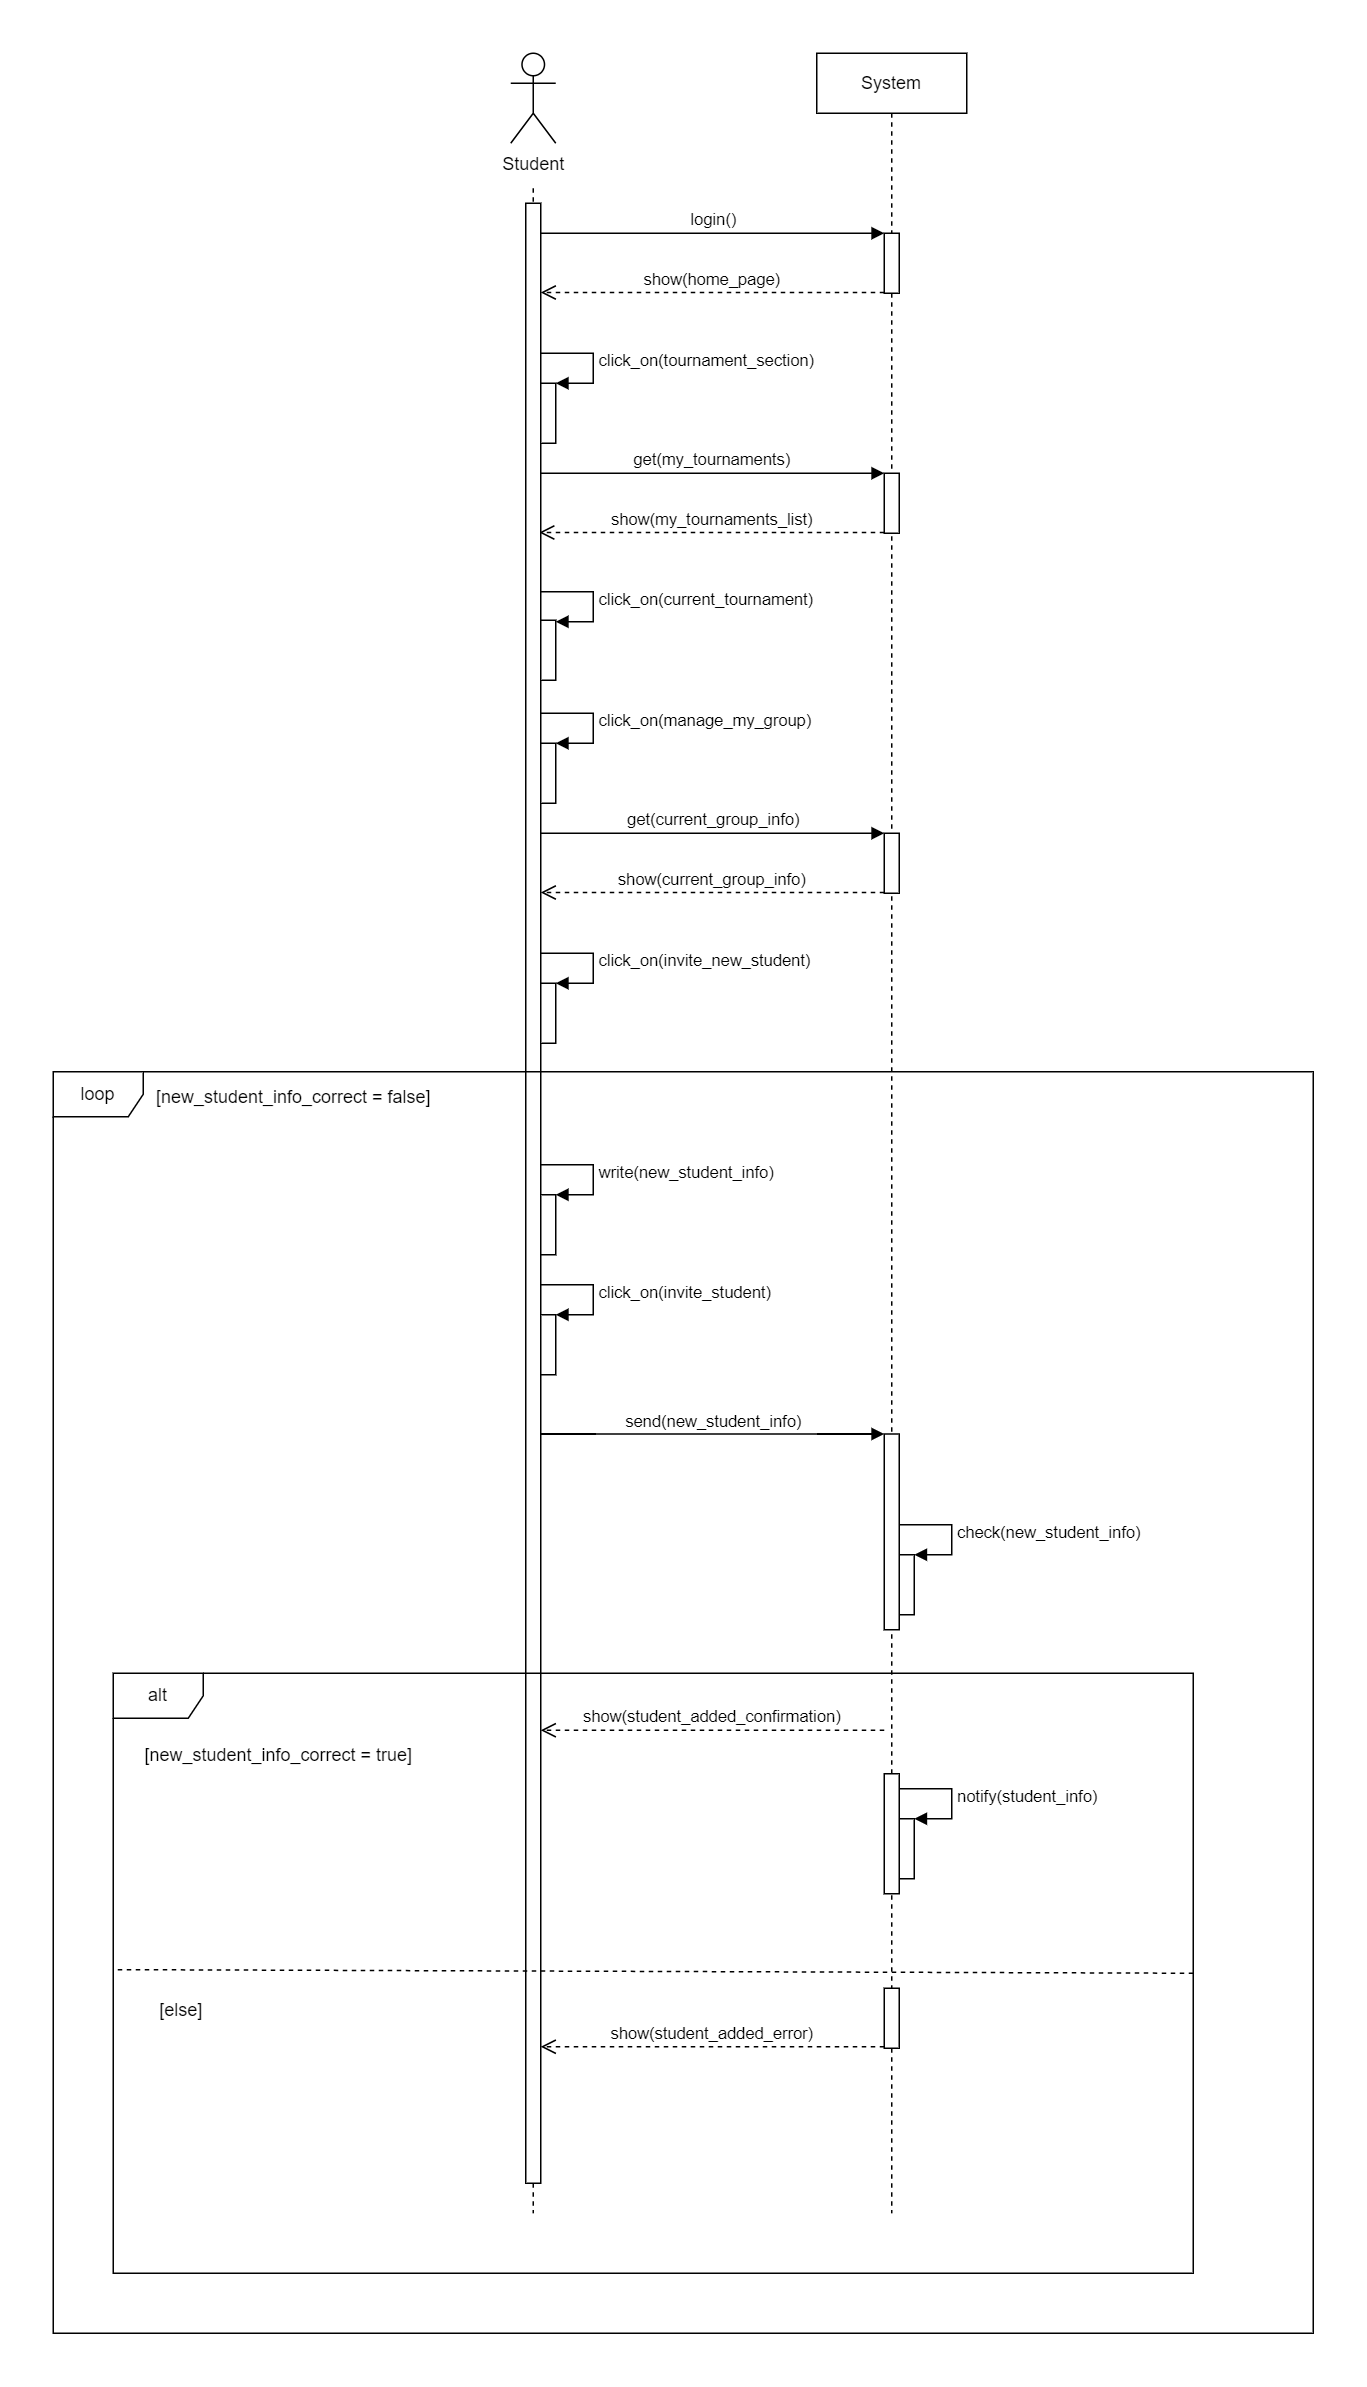 System
Student
login()
show(home_page)
click_on(tournament_section)
get(my_tournaments)
show(my_tournaments_list)
click_on(current_tournament)
click_on(manage_my_group)
get(current_group_info)
show(current_group_info)
click_on(invite_new_student)
loop
[new_student_info_correct = false]
write(new_student_info)
click_on(invite_student)
send(new_student_info)
check(new_student_info)
alt
show(student_added_confirmation)
[new_student_info_correct = true]
notify(student_info)
[else]
show(student_added_error)